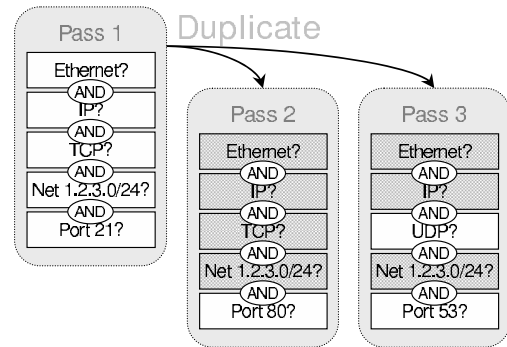 Duplicate
Pass 1
Ethernet?
AND
IP?
AND
TCP?
AND
Net 1.2.3.0/24?
AND
Port 21?
Pass 2
Ethernet?
AND
IP?
AND
TCP?
AND
Net 1.2.3.0/24?
AND
Port 80?
Pass 3
Ethernet?
AND
IP?
AND
UDP?
AND
Net 1.2.3.0/24?
AND
Port 53?